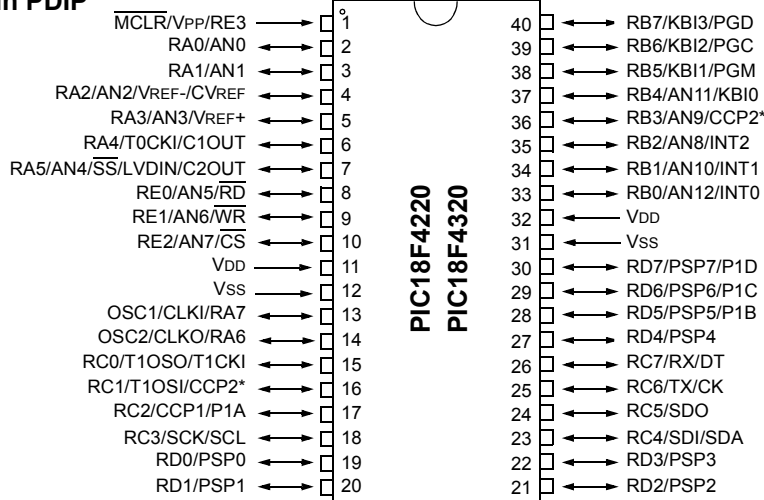 in PDIP
MCLR/VPP/RE3 1
RA0/AN0 2
RA1/AN1 3
RA2/AN2/VREF-/CVREF 4
RA3/AN3/VREF+ 5
RA4/T0CKI/C1OUT 6
RA5/AN4/SS/LVDIN/C2OUT 7
RE0/AN5/RD 8
RE1/AN6/WR 9
RE2/AN7/CS 10
VDD 11
VSS 12
OSC1/CLKI/RA7 13
OSC2/CLKO/RA6 14
RC0/T1OSO/T1CKI 15
RC1/T1OSI/CCP2* 16
RC2/CCP1/P1A 17
RC3/SCK/SCL 18
RD0/PSP0 19
RD1/PSP1 20
PIC18F4220
PIC18F4320
40 RB7/KBI3/PGD
39 RB6/KBI2/PGC
38 RB5/KBI1/PGM
37 RB4/AN11/KBI0
36 RB3/AN9/CCP2*
35 RB2/AN8/INT2
34 RB1/AN10/INT1
33 RB0/AN12/INT0
32 VDD
31 VSS
30 RD7/PSP7/P1D
29 RD6/PSP6/P1C
28 RD5/PSP5/P1B
27 RD4/PSP4
26 RC7/RX/DT
25 RC6/TX/CK
24 RC5/SDO
23 RC4/SDI/SDA
22 RD3/PSP3
21 RD2/PSP2